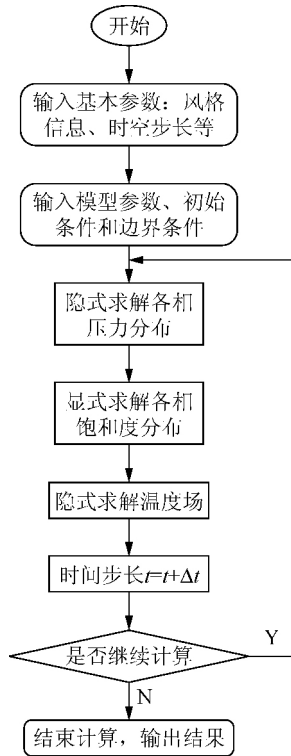 开始
输入基本参数：风格
信息、时空步长等
输入模型参数、初始
条件和边界条件
隐式求解各相
压力分布
显式求解各相
饱和度分布
隐式求解温度场
时间步长t=t+Δt
是否继续计算
Y
N
结束计算，输出结果